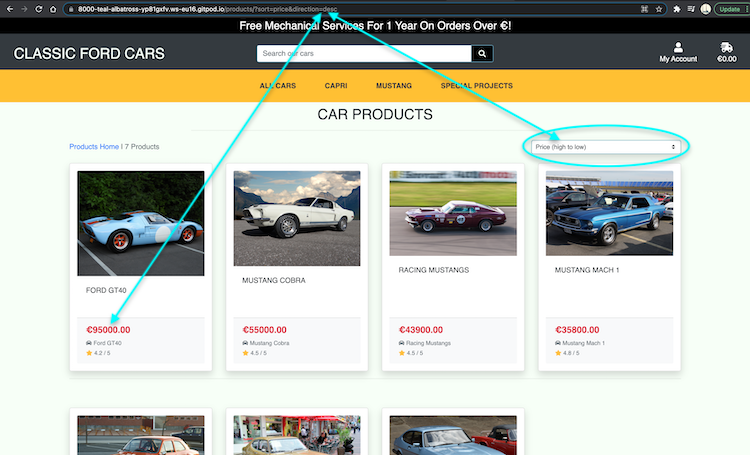 8000-teal-albatross-yp81gxfv.ws-eu16.gitpod.io/products/?sort=price&direction=desc
Update
Free Mechanical Services For 1 Year On Orders Over €!
CLASSIC FORD CARS
Search our cars
My Account
€0.00
ALL CARS CAPRI MUSTANG SPECIAL PROJECTS
CAR PRODUCTS
Products Home | 7 Products
Price (high to low)
FORD GT40
€95000.00
Ford GT40
4.2 / 5
MUSTANG COBRA
€55000.00
Mustang Cobra
4.5 / 5
RACING MUSTANGS
€43900.00
Racing Mustangs
4.5 / 5
MUSTANG MACH 1
€35800.00
Mustang Mach 1
4.8 / 5